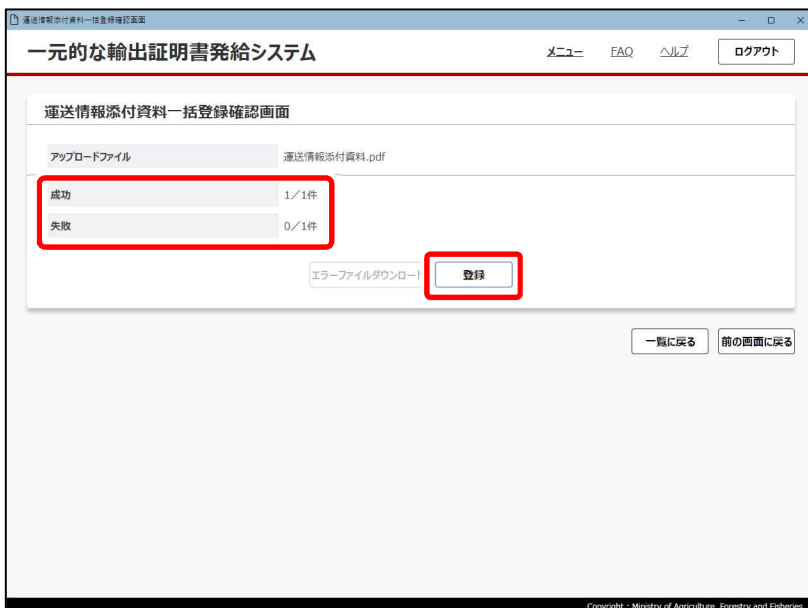 運送情報添付資料一括登録確認画面
一元的な輸出証明書発給システム メニュー FAQ ヘルプ ログアウト
運送情報添付資料一括登録確認画面
アップロードファイル 運送情報添付資料.pdf
成功 1／1件
失敗 0／1件
エラーファイルダウンロード 登録
一覧に戻る 前の画面に戻る
Copyright : Ministry of Agriculture, Forestry and Fisheries